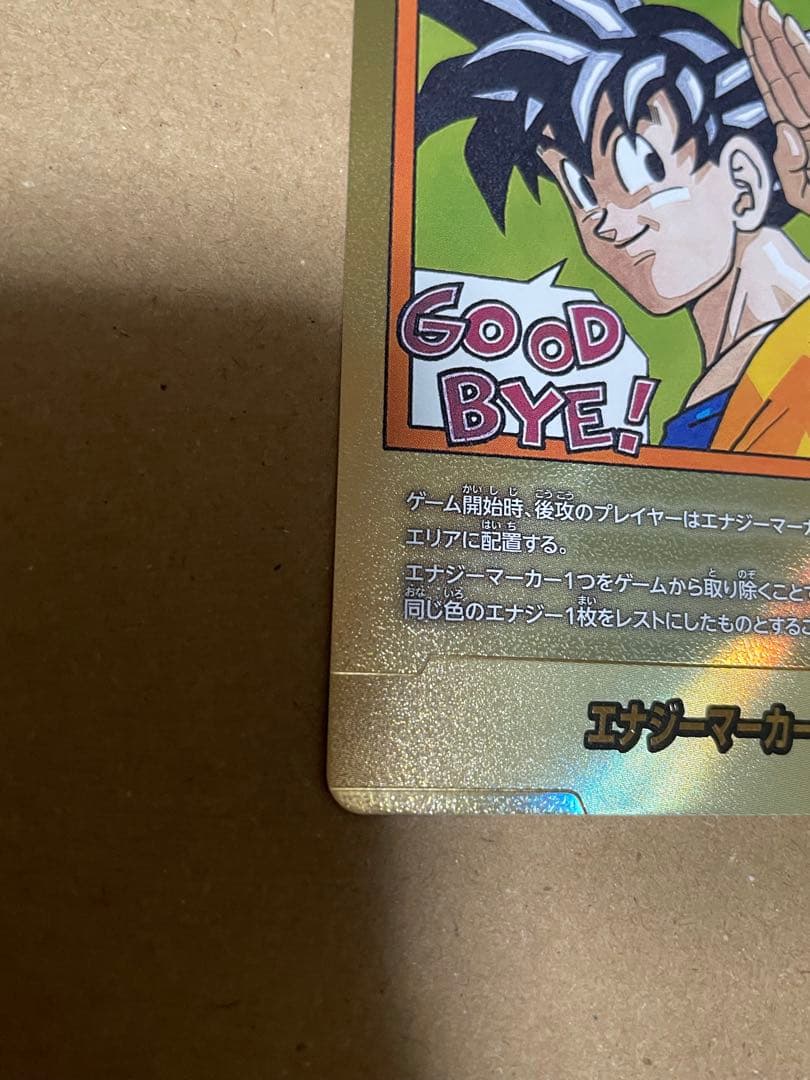 GOOD
BYE!
ゲーム開始時、後攻のプレイヤーはエナジーマー
エリアに配置する。
エナジーマーカー1つをゲームから取り除くことで
同じ色のエナジー1枚をレストにしたものとするこ
エナジーマーカー